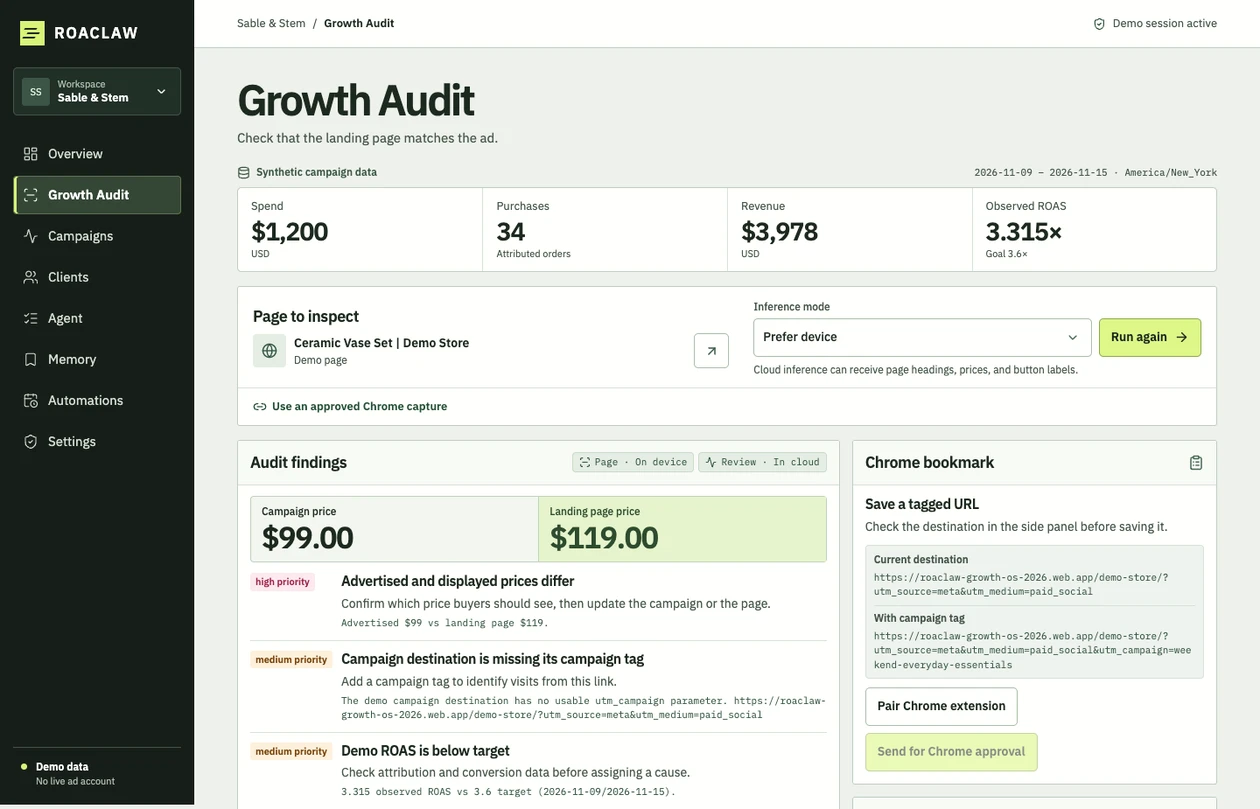 ROACLAW
SS
Workspace
Sable & Stem
Overview
Growth Audit
Campaigns
Clients
Agent
Memory
Automations
Settings
Demo data
No live ad account
Sable & Stem / Growth Audit
Demo session active
Growth Audit
Check that the landing page matches the ad.
Synthetic campaign data
2026-11-09 – 2026-11-15 · America/New_York
Spend
$1,200
USD
Purchases
34
Attributed orders
Revenue
$3,978
USD
Observed ROAS
3.315×
Goal 3.6×
Page to inspect
Ceramic Vase Set | Demo Store
Demo page
Inference mode
Prefer device
Run again
Cloud inference can receive page headings, prices, and button labels.
Use an approved Chrome capture
Audit findings
Page · On device
Review · In cloud
Campaign price
$99.00
Landing page price
$119.00
high priority
Advertised and displayed prices differ
Confirm which price buyers should see, then update the campaign or the page.
Advertised $99 vs landing page $119.
medium priority
Campaign destination is missing its campaign tag
Add a campaign tag to identify visits from this link.
The demo campaign destination has no usable utm_campaign parameter. https://roaclaw-
growth-os-2026.web.app/demo-store/?utm_source=meta&utm_medium=paid_social
medium priority
Demo ROAS is below target
Check attribution and conversion data before assigning a cause.
3.315 observed ROAS vs 3.6 target (2026-11-09/2026-11-15).
Chrome bookmark
Save a tagged URL
Check the destination in the side panel before saving it.
Current destination
https://roaclaw-growth-os-2026.web.app/demo-store/?
utm_source=meta&utm_medium=paid_social
With campaign tag
https://roaclaw-growth-os-2026.web.app/demo-store/?
utm_source=meta&utm_medium=paid_social&utm_campaign=wee
kend-everyday-essentials
Pair Chrome extension
Send for Chrome approval